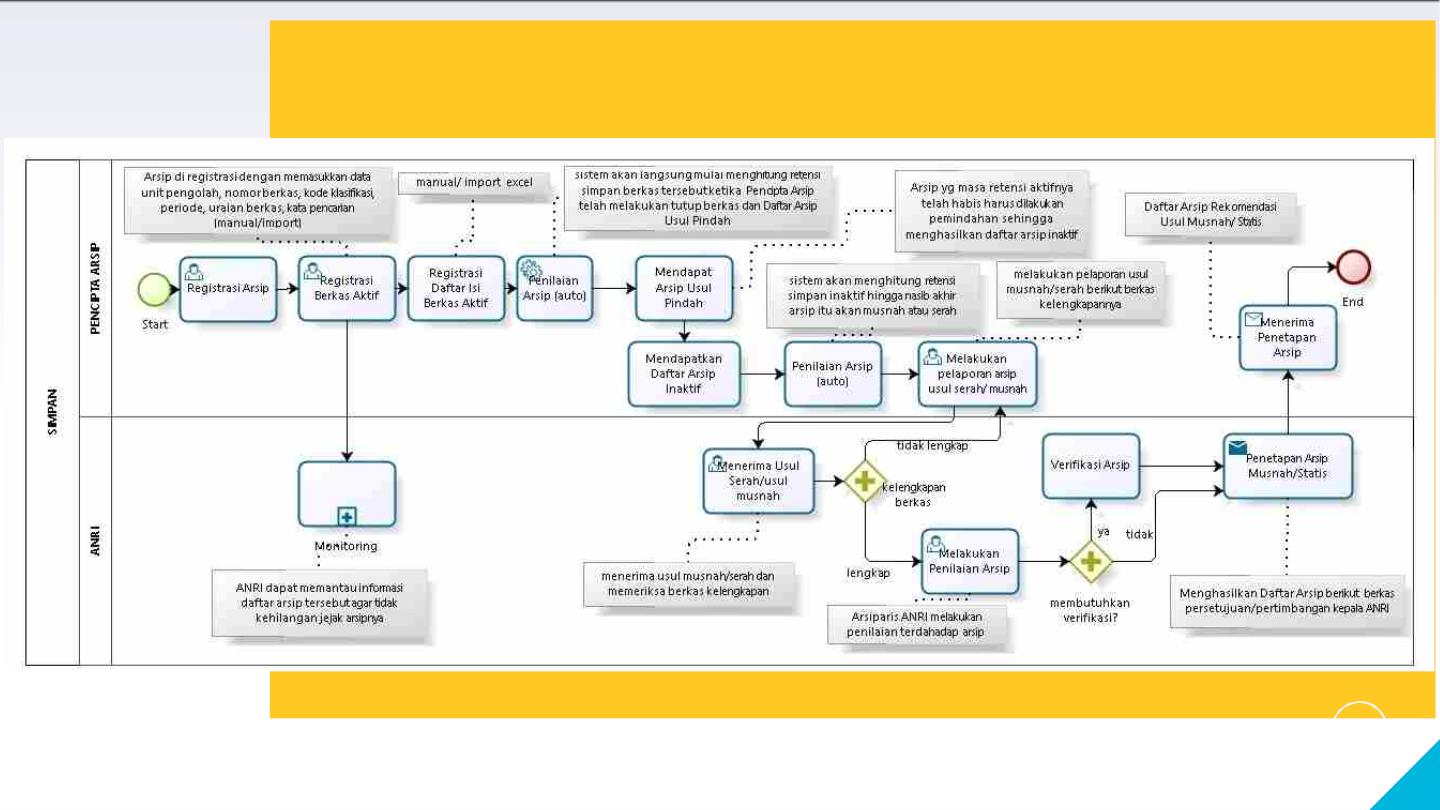 SIMPAN
PENCIPTA ARSIP
Arsip di registrasi dengan memasukkan data
unit pengolah, nomor berkas, kode klasifikasi,
periode, uraian berkas, kata pencarian
(manual/import)
manual/ import excel
sistem akan langsung mulai menghitung retensi
simpan berkas tersebut ketika Pencipta Arsip
telah melakukan tutup berkas dan Daftar Arsip
Usul Pindah
Arsip yg masa retensi aktifnya
telah habis harus dilakukan
pemindahan sehingga
menghasilkan daftar arsip inaktif
Daftar Arsip Rekomendasi
Usul Musnah/ Statis
Start
Registrasi Arsip
Registrasi
Berkas Aktif
Registrasi
Daftar Isi
Berkas Aktif
Penilaian
Arsip (auto)
Mendapat
Arsip Usul
Pindah
sistem akan menghitung retensi
simpan inaktif hingga nasib akhir
arsip itu akan musnah atau serah
melakukan pelaporan usul
musnah/serah berikut berkas
kelengkapannya
End
Menerima
Penetapan
Arsip
Mendapatkan
Daftar Arsip
Inaktif
Penilaian Arsip
(auto)
Melakukan
pelaporan arsip
usul serah/ musnah
ANRI
Monitoring
ANRI dapat memantau informasi
daftar arsip tersebut agar tidak
kehilangan jejak arsipnya
Menerima Usul
Serah/usul
musnah
tidak lengkap
kelengkapan
berkas
lengkap
menerima usul musnah/serah dan
memeriksa berkas kelengkapan
Melakukan
Penilaian Arsip
Arsiparis ANRI melakukan
penilaian terdahadap arsip
Verifikasi Arsip
ya
tidak
membutuhkan
verifikasi?
Penetapan Arsip
Musnah/Statis
Menghasilkan Daftar Arsip berikut berkas
persetujuan/pertimbangan kepala ANRI